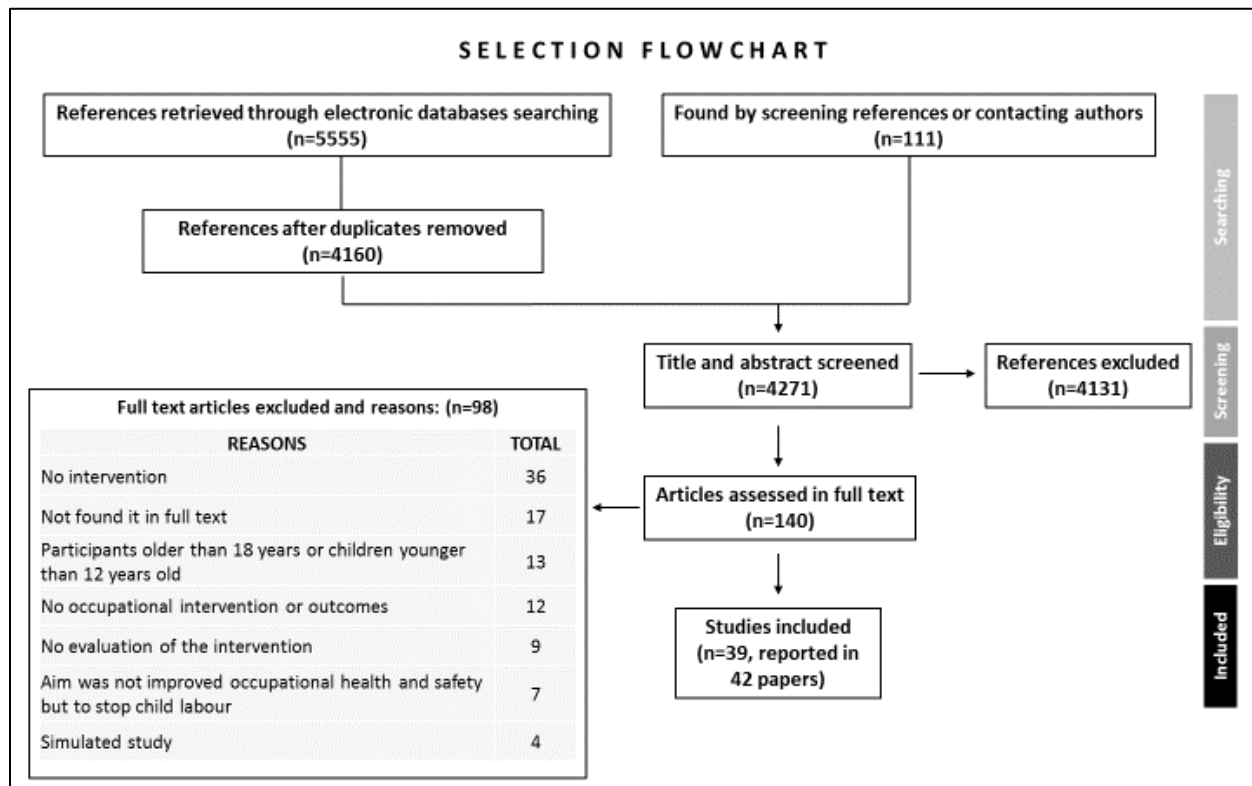 SELECTION FLOWCHART
References retrieved through electronic databases searching
(n=5555)
Found by screening references or contacting authors
(n=111)
References after duplicates removed
(n=4160)
Searching
Title and abstract screened
(n=4271)
References excluded
(n=4131)
Screening
Full text articles excluded and reasons: (n=98)
REASONS TOTAL
No intervention 36
Not found it in full text 17
Participants older than 18 years or children younger
than 12 years old 13
No occupational intervention or outcomes 12
No evaluation of the intervention 9
Aim was not improved occupational health and safety
but to stop child labour 7
Simulated study 4
Articles assessed in full text
(n=140)
Eligibility
Studies included
(n=39, reported in
42 papers)
Included